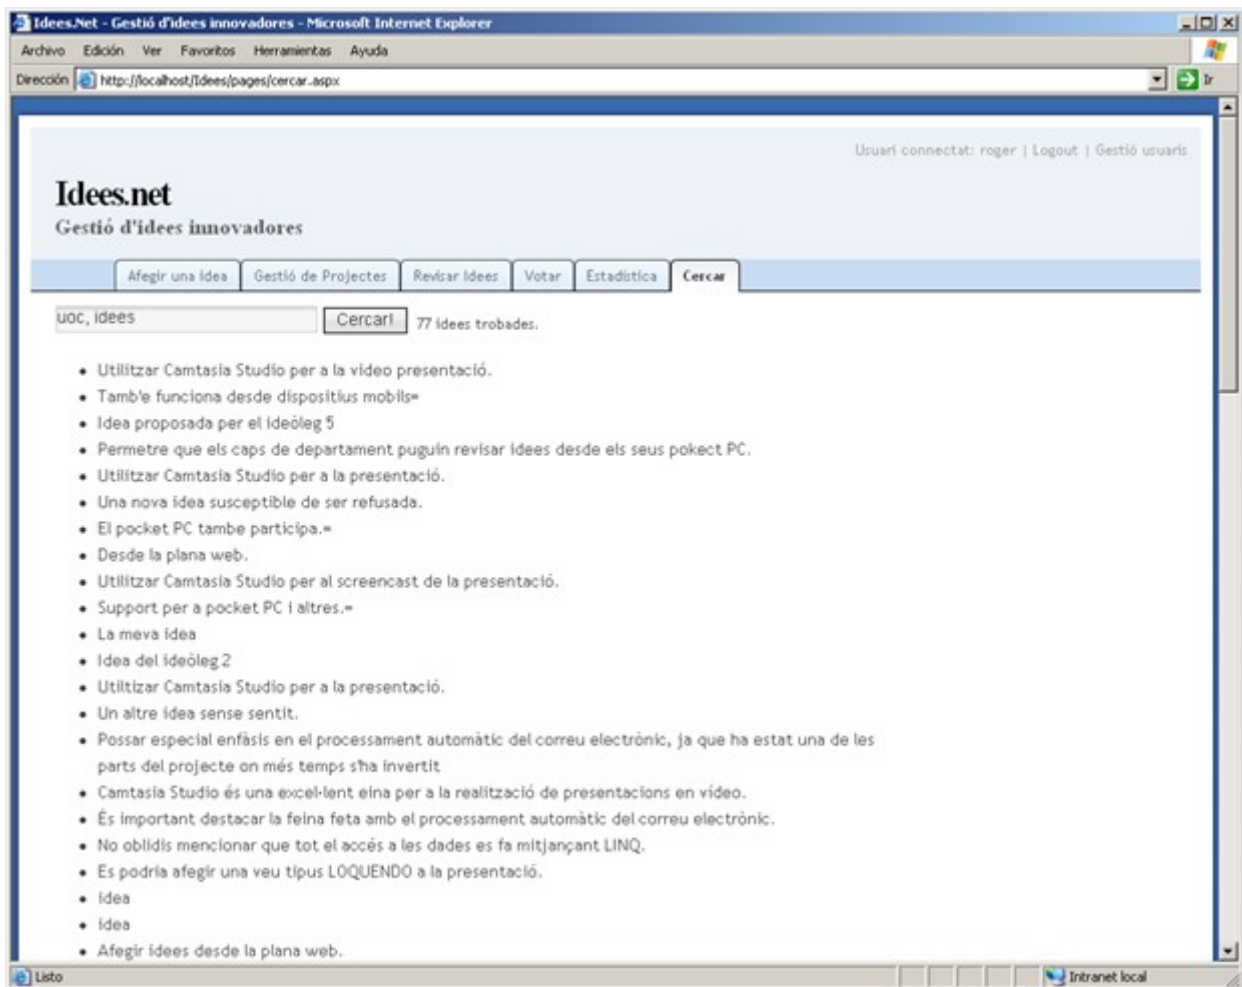 Idees.Net - Gestió d'idees innovadores - Microsoft Internet Explorer
Archivo Edición Ver Favoritos Herramientas Ayuda
Dirección http://localhost/Idees/pages/cercar.aspx Ir
Usuari connectat: roger | Logout | Gestió usuaris
Idees.net
Gestió d'idees innovadores
Afegir una idea Gestió de Projectes Revisar Idees Votar Estadística Cercar
uoc, idees Cercar! 77 idees trobades.
• Utilitzar Camtasia Studio per a la video presentació.
• Tamb'e funciona desde dispositius mobils=
• Idea proposada per el ideòleg 5
• Permetre que els caps de departament puguin revisar idees desde els seus pokect PC.
• Utilitzar Camtasia Studio per a la presentació.
• Una nova idea susceptible de ser refusada.
• El pocket PC tambe participa.=
• Desde la plana web.
• Utilitzar Camtasia Studio per al screencast de la presentació.
• Support per a pocket PC i altres.=
• La meva idea
• Idea del ideòleg 2
• Utiltizar Camtasia Studio per a la presentació.
• Un altre idea sense sentit.
• Possar especial enfàsis en el processament automàtic del correu electrònic, ja que ha estat una de les
parts del projecte on més temps s'ha invertit
• Camtasia Studio és una excel·lent eina per a la realització de presentacions en vídeo.
• És important destacar la feina feta amb el processament automàtic del correu electrònic.
• No oblidis mencionar que tot el accés a les dades es fa mitjançant LINQ.
• Es podria afegir una veu tipus LOQUENDO a la presentació.
• idea
• idea
• Afegir idees desde la plana web.
Listo Intranet local